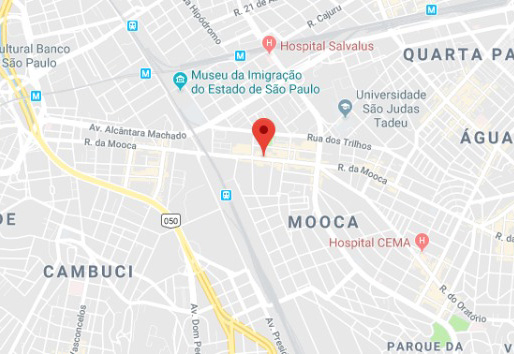 R. 21 de A
R. Cajuru
Hipódromo
Hospital Salvalus
QUARTA PA
ultural Banco
São Paulo
Museu da Imigração
do Estado de São Paulo
Universidade
São Judas
Tadeu
Av. Alcântara Machado
R. da Mooca
Rua dos Trilhos
ÁGUA
R. da Mooca
DE
050
MOOCA
Hospital CEMA
CAMBUCI
R. do Oratório
Vasconcelos
Av. Dom Ped
Av. Presi
PARQUE DA